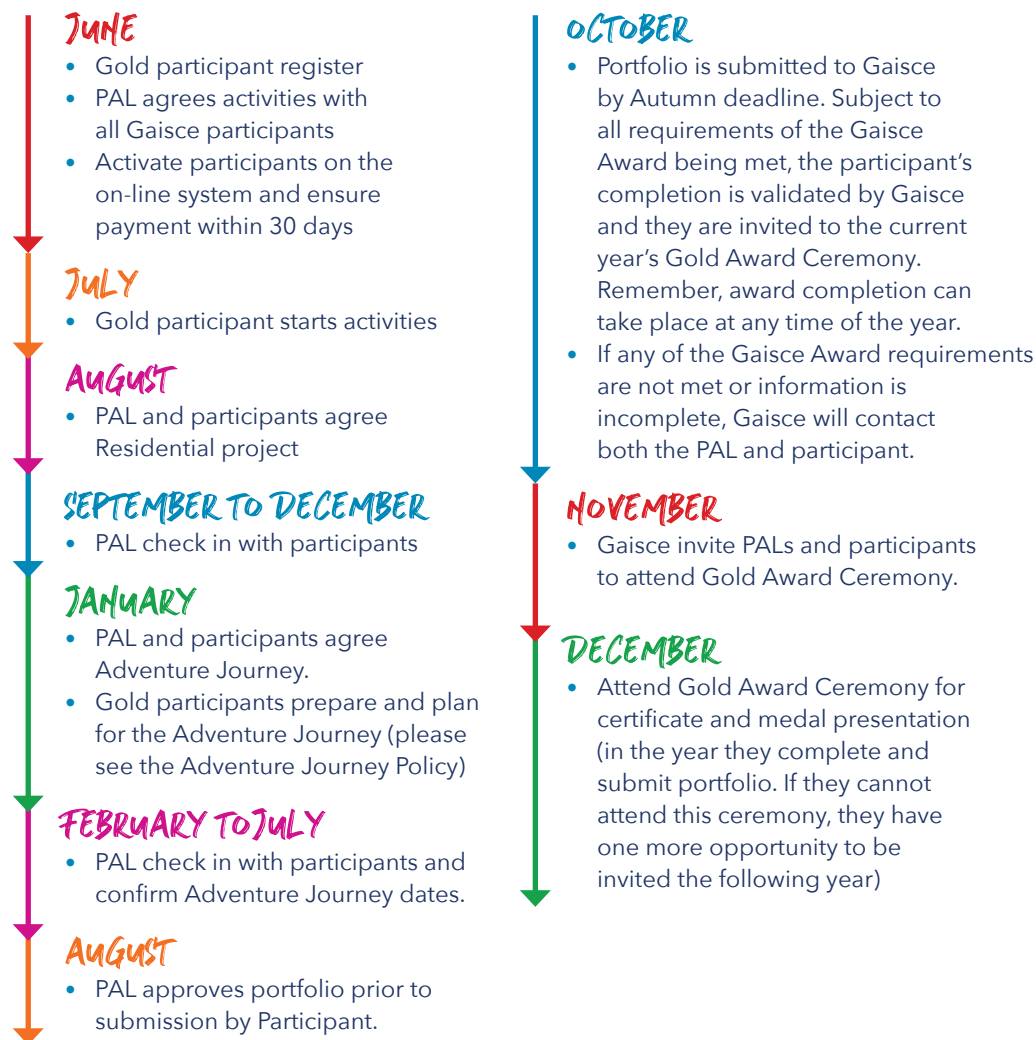 JUNE
• Gold participant register
• PAL agrees activities with
all Gaisce participants
• Activate participants on the
on-line system and ensure
payment within 30 days
JULY
• Gold participant starts activities
AUGUST
• PAL and participants agree
Residential project
SEPTEMBER TO DECEMBER
• PAL check in with participants
JANUARY
• PAL and participants agree
Adventure Journey.
• Gold participants prepare and plan
for the Adventure Journey (please
see the Adventure Journey Policy)
FEBRUARY TO JULY
• PAL check in with participants and
confirm Adventure Journey dates.
AUGUST
• PAL approves portfolio prior to
submission by Participant.
OCTOBER
• Portfolio is submitted to Gaisce
by Autumn deadline. Subject to
all requirements of the Gaisce
Award being met, the participant's
completion is validated by Gaisce
and they are invited to the current
year's Gold Award Ceremony.
Remember, award completion can
take place at any time of the year.
• If any of the Gaisce Award requirements
are not met or information is
incomplete, Gaisce will contact
both the PAL and participant.
NOVEMBER
• Gaisce invite PALs and participants
to attend Gold Award Ceremony.
DECEMBER
• Attend Gold Award Ceremony for
certificate and medal presentation
(in the year they complete and
submit portfolio. If they cannot
attend this ceremony, they have
one more opportunity to be
invited the following year)